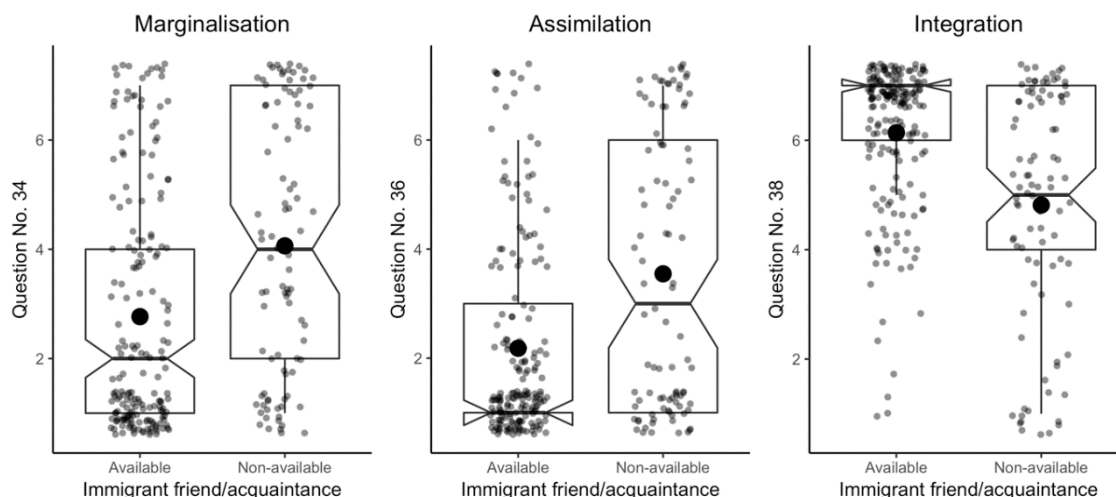 Marginalisation
Question No. 34
6
4
2
Available Non-available
Immigrant friend/acquaintance
Assimilation
Question No. 36
6
4
2
Available Non-available
Immigrant friend/acquaintance
Integration
Question No. 38
6
4
2
Available Non-available
Immigrant friend/acquaintance